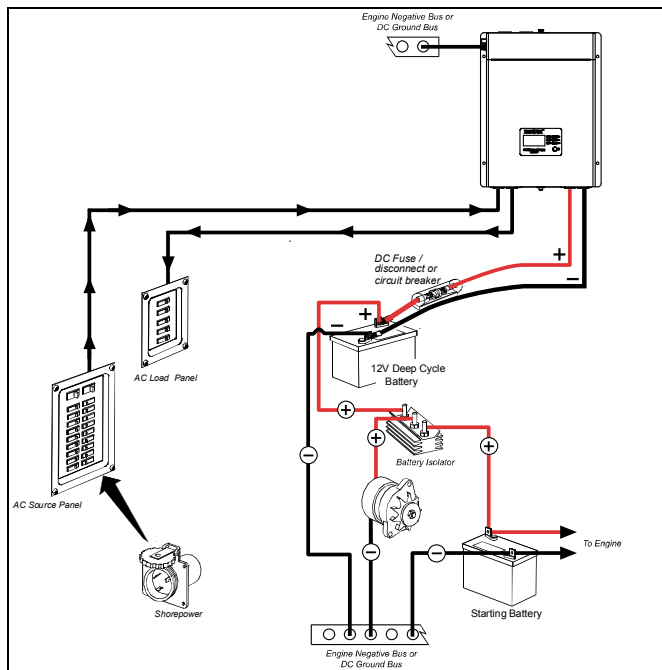 Engine Negative Bus or
DC Ground Bus
DC Fuse /
disconnect or
circuit breaker
+
−
+
−
12V Deep Cycle
Battery
AC Load Panel
AC Source Panel
+
+
+
Battery Isolator
−
−
−
To Engine
Starting Battery
Shorepower
Engine Negative Bus or
DC Ground Bus